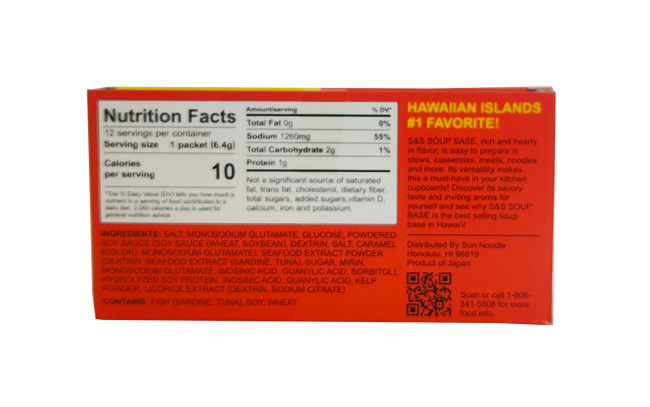 Nutrition Facts
12 servings per container
Serving size 1 packet (6.4g)
Calories
per serving 10
*The % Daily Value (DV) tells you how much a
nutrient in a serving of food contributes to a
daily diet. 2,000 calories a day is used for
general nutrition advice.
Amount/serving % DV*
Total Fat 0g 0%
Sodium 1260mg 55%
Total Carbohydrate 2g 1%
Protein 1g
Not a significant source of saturated
fat, trans fat, cholesterol, dietary fiber,
total sugars, added sugars,vitamin D,
calcium, iron and potassium.
INGREDIENTS: SALT, MONOSODIUM GLUTAMATE, GLUCOSE, POWDERED
SOY SAUCE (SOY SAUCE (WHEAT, SOYBEAN), DEXTRIN, SALT, CARAMEL
(COLOR), MONOSODIUM GLUTAMATE), SEAFOOD EXTRACT POWDER
(DEXTRIN, SEAFOOD EXTRACT (SARDINE, TUNA), SUGAR, MIRIN,
MONOSODIUM GLUTAMATE, INOSINIC ACID, GUANYLIC ACID, SORBITOL),
HYDROLYZED SOY PROTEIN, INOSINIC ACID, GUANYLIC ACID, KELP
POWDER, LICORICE EXTRACT (DEXTRIN, SODIUM CITRATE)
CONTAINS: FISH (SARDINE, TUNA), SOY, WHEAT
HAWAIIAN ISLANDS
#1 FAVORITE!
S&S SOUP BASE, rich and hearty
in flavor, is easy to prepare in
stews, casseroles, meats, noodles
and more. Its versatility makes
this a must-have in your kitchen
cupboards! Discover its savory
taste and inviting aroma for
yourself and see why S&S SOUP
BASE is the best selling soup
base in Hawai'i!
Distributed By Sun Noodle
Honolulu, HI 96819
Product of Japan
Scan or call 1-808-
841-5808 for more
food info.